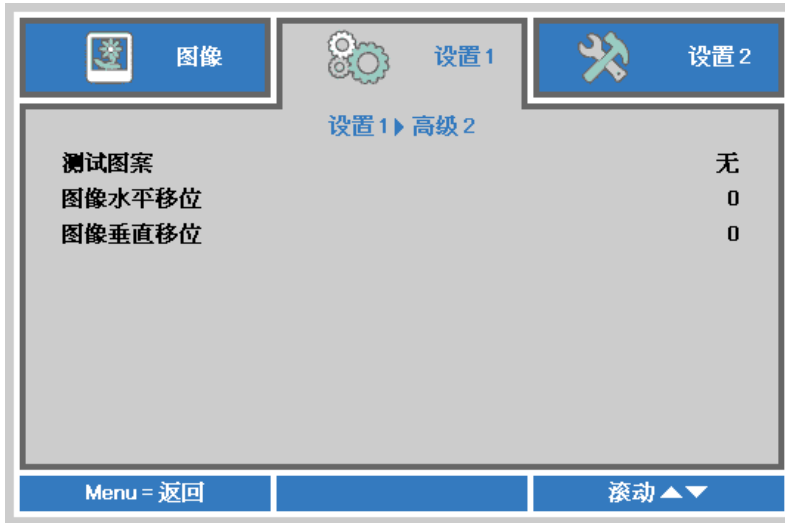 图像 设置1 设置2
设置1▶高级2
测试图案 无
图像水平移位 0
图像垂直移位 0
Menu = 返回 滚动▲▼